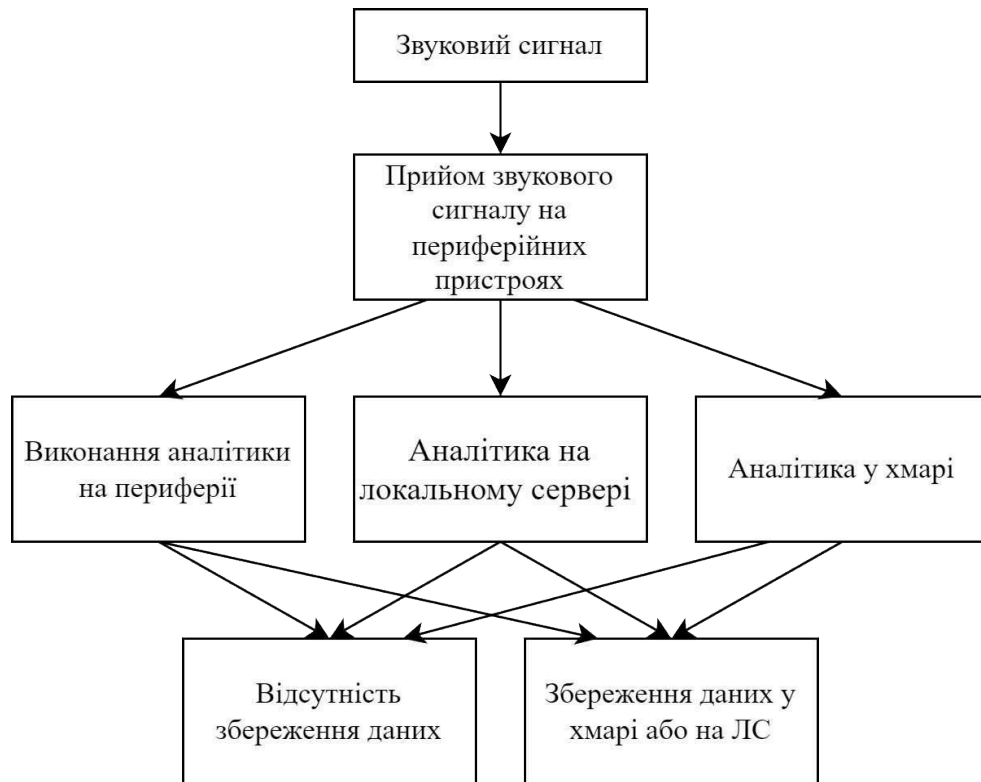 Звуковий сигнал
Прийом звукового
сигналу на
периферійних
пристроях
Виконання аналітики
на периферії
Аналітика на
локальному сервері
Аналітика у хмарі
Відсутність
збереження даних
Збереження даних у
хмарі або на ЛС